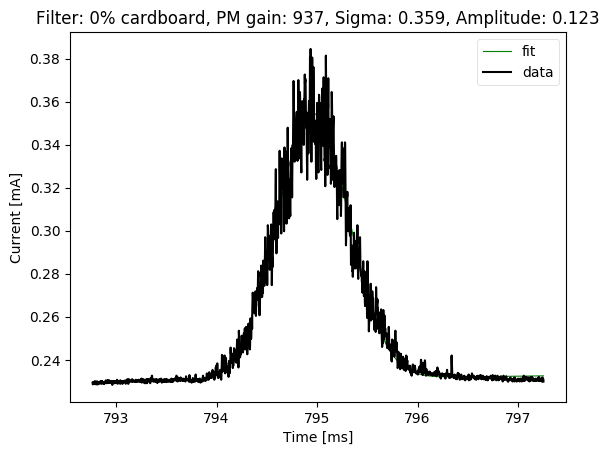 Filter: 0% cardboard, PM gain: 937, Sigma: 0.359, Amplitude: 0.123
fit
data
0.38
0.36
0.34
0.32
0.30
0.28
0.26
0.24
Current [mA]
793 794 795 796 797
Time [ms]